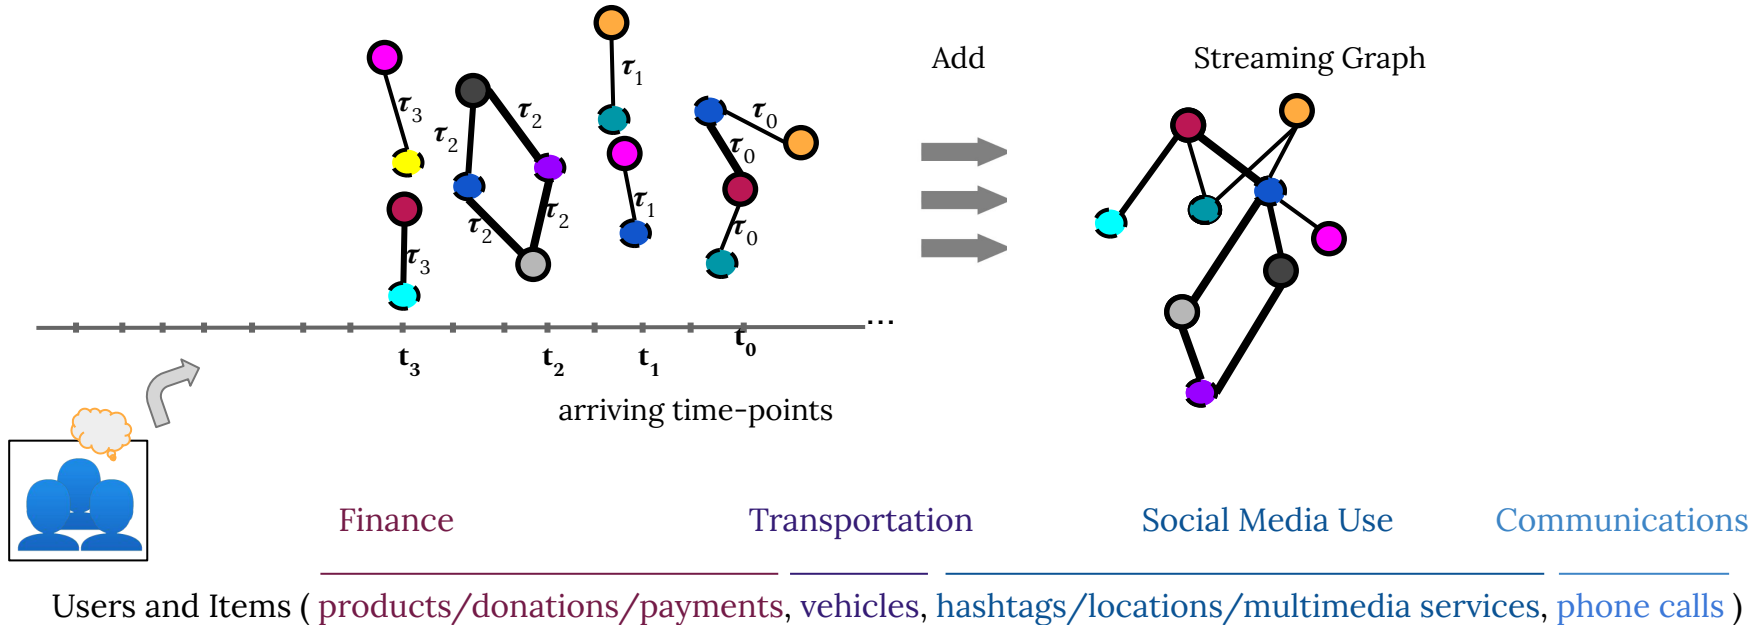 Add
Streaming Graph
τ₃
τ₂
τ₂
τ₁
τ₀
τ₀
τ₃
τ₂
τ₂
τ₁
τ₀
...
t₃
t₂
t₁
t₀
arriving time-points
Finance
Transportation
Social Media Use
Communications
Users and Items ( products/donations/payments, vehicles, hashtags/locations/multimedia services, phone calls )